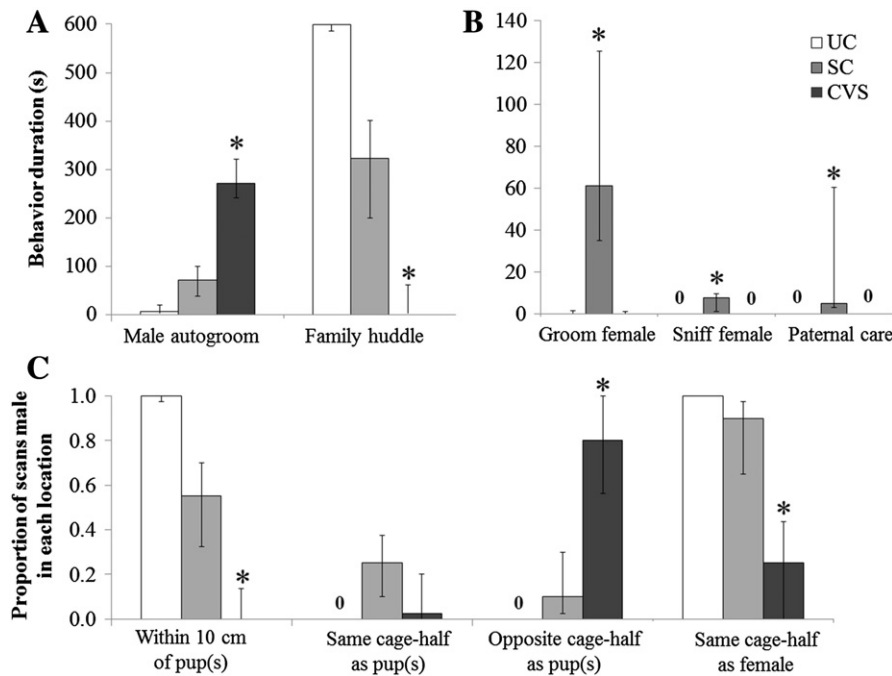 A
Behavior duration (s)
600
500
400
300
200
100
0
*
*
Male autogroom
Family huddle
B
140
120
100
80
60
40
20
0
*
0
*
0
0
*
0
Groom female
Sniff female
Paternal care
UC
SC
CVS
C
Proportion of scans male
in each location
1.0
0.8
0.6
0.4
0.2
0.0
*
0
0
*
*
Within 10 cm
of pup(s)
Same cage-half
as pup(s)
Opposite cage-half
as pup(s)
Same cage-half
as female